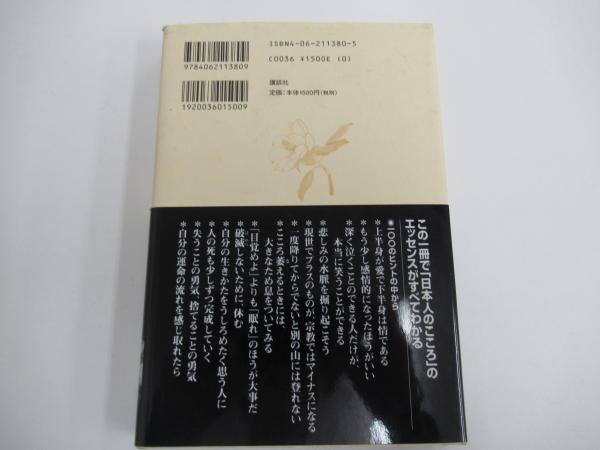 ISBN4-06-211380-5
C0036 ¥1500E (0)
9784062113809
1920036015009
講談社
定価：本体1500円(税別)
この一冊で「日本人のこころ」の
エッセンスがすべてわかる
●一〇〇のヒントの中から
＊上半身が愛で下半身は情である
＊もう少し感情的になったほうがいい
＊深く泣くことのできる人だけが、
本当に笑うことができる
＊悲しみの水脈を掘り起こそう
＊現世でプラスのものが、宗教ではマイナスになる
＊一度降りてからでないと別の山には登れない
＊こころ萎えるときには、
大きなため息をついてみる
＊「目覚めよ」よりも「眠れ」のほうが大事だ
＊破滅しないために、休む
＊自分の生きかたをうしろめたく思う人に
＊人の死も少しずつ完成していく
＊失うことの勇気 捨てることの勇気
＊自分の運命の流れを感じ取れたら